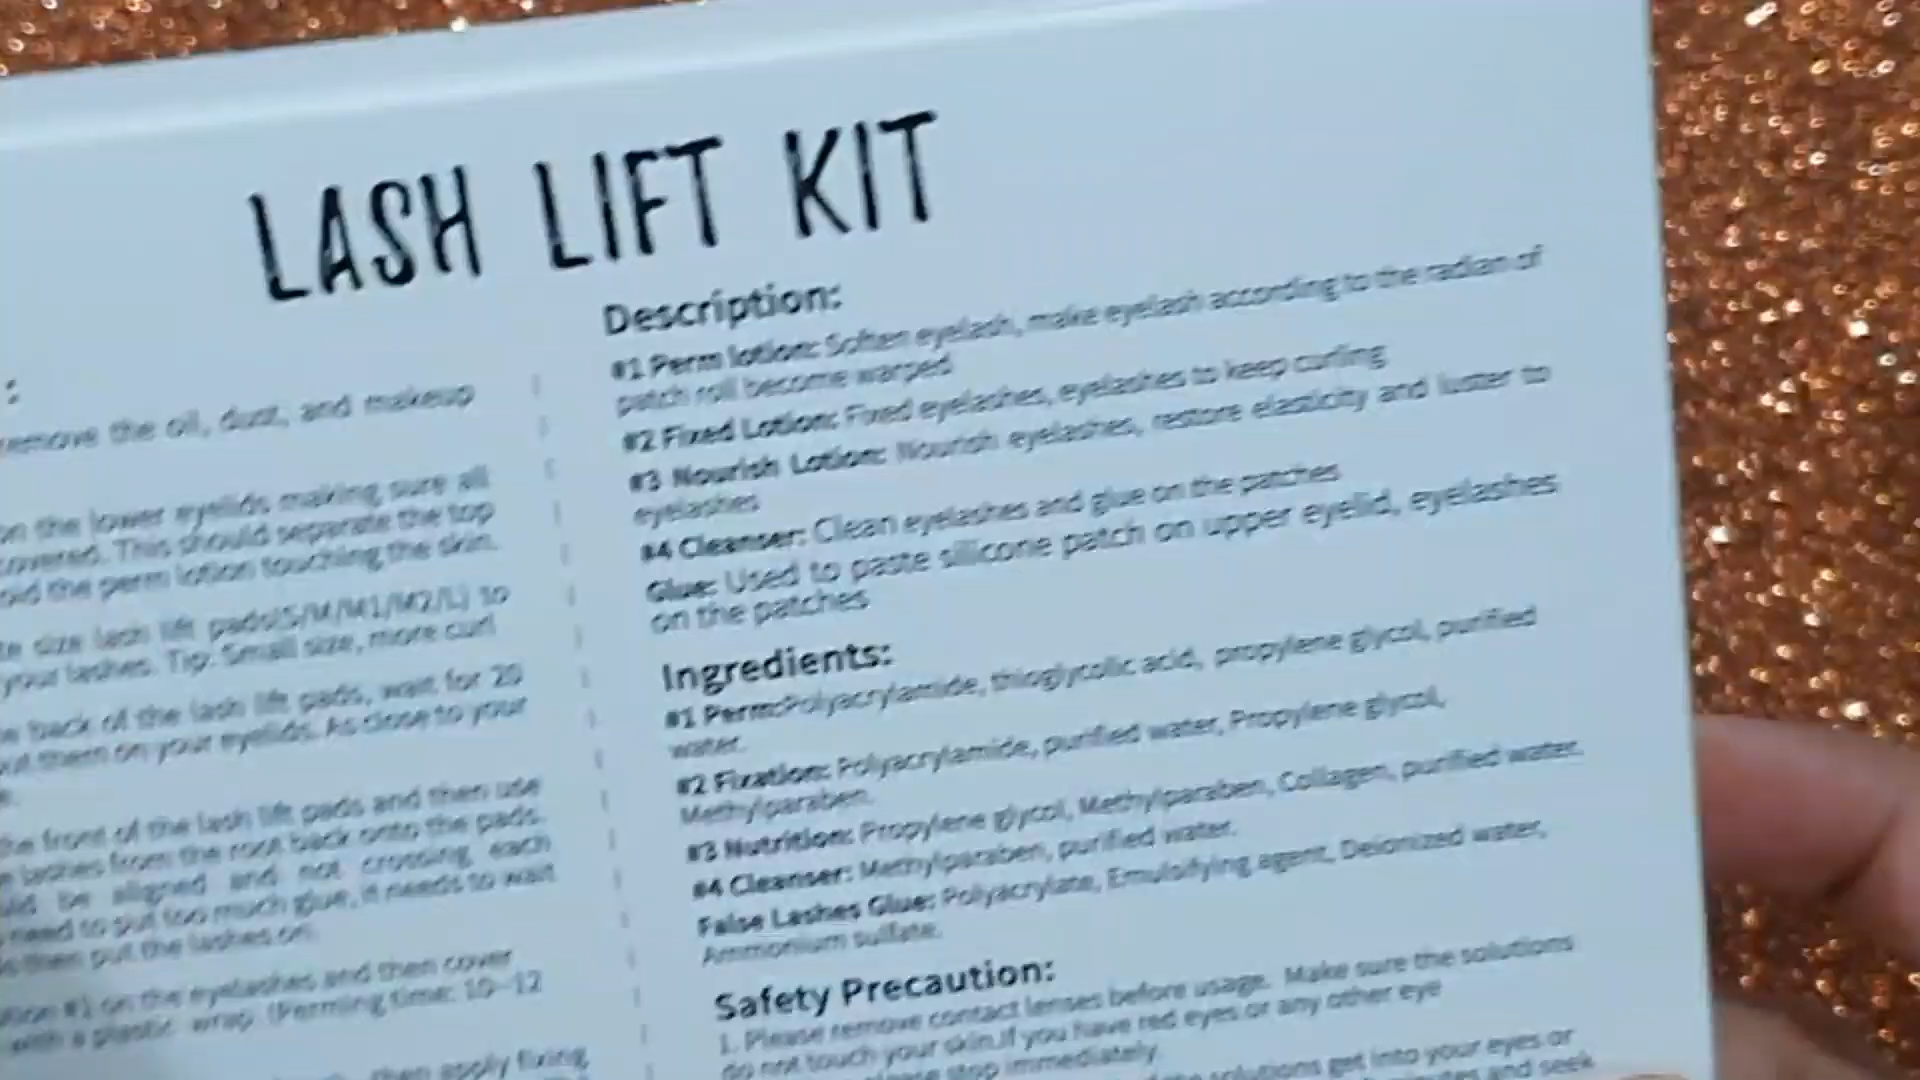 LASH LIFT KIT
:
remove the oil, dust, and makeup
on the lower eyelids making sure all
covered. This should separate the top
the perm lotion touching the skin.
size lash lift pads(S/M/M1/M2/L) to
your lashes. Tip: Small size, more curl
back of the lash lift pads, wait for 20
them on your eyelids. As close to your
the front of the lash lift pads and then use
lashes from the root back onto the pads.
be aligned and not crossing each
need to put too much glue, it needs to wait
then put the lashes on.
#1 on the eyelashes and then cover
with a plastic wrap. (Perming time: 10-12
then apply fixing
Description:
#1 Perm lotion: Soften eyelash, make eyelash according to the radian of
patch roll become warped
#2 Fixed Lotion: Fixed eyelashes, eyelashes to keep curling
#3 Nourish Lotion: Nourish eyelashes, restore elasticity and luster to
eyelashes
#4 Cleanser: Clean eyelashes and glue on the patches
Glue: Used to paste silicone patch on upper eyelid, eyelashes
on the patches
Ingredients:
#1 Perm:Polyacrylamide, thioglycolic acid, propylene glycol, purified
water.
#2 Fixation: Polyacrylamide, purified water, Propylene glycol,
Methylparaben.
#3 Nutrition: Propylene glycol, Methylparaben, Collagen, purified water.
#4 Cleanser: Methylparaben, purified water.
False Lashes Glue: Polyacrylate, Emulsifying agent, Deionized water,
Ammonium sulfate.
Safety Precaution:
1. Please remove contact lenses before usage. Make sure the solutions
do not touch your skin.If you have red eyes or any other eye
please stop immediately.
the solutions get into your eyes or
minutes and seek